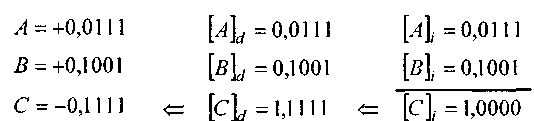 A = +0,0111 [A]d = 0,0111 [A]i = 0,0111
B = +0,1001 [B]d = 0,1001 [B]i = 0,1001
C = −0,1111 ⇐ [C]d = 1,1111 ⇐ [C]i = 1,0000